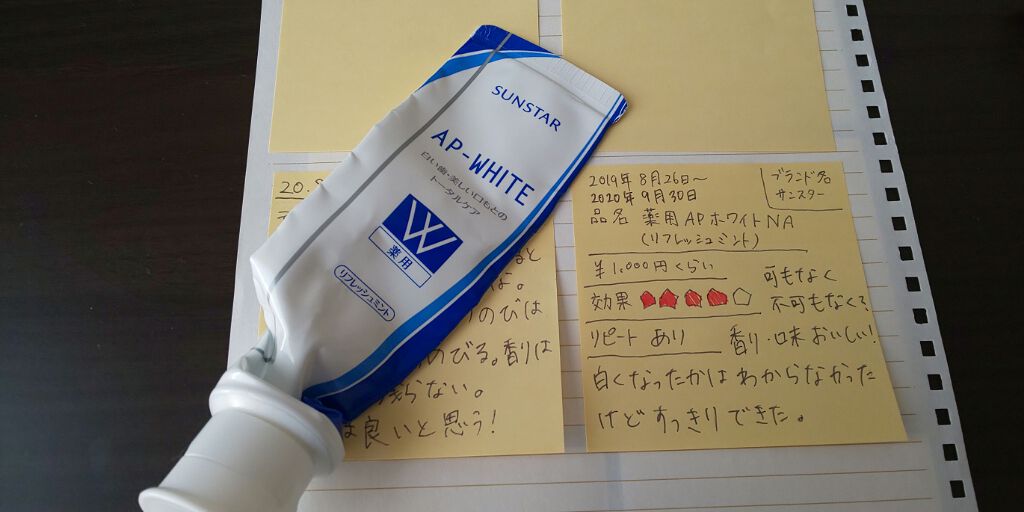 SUNSTAR
AP-WHITE
白い歯・美しい口もとの
トータルケア
W
薬用
リフレッシュミント
20.
と
な。
のびは
のびる。香りは
残らない。
は良いと思う!
2019年 8月26日~
2020年 9月30日
ブランド名
サンスター
品名 薬用APホワイトNA
(リフレッシュミント)
¥1,000円くらい
効果
可もなく
不可もなく?
リピート あり
香り・味おいしい!
白くなったかはわからなかった
けどすっきりできた。